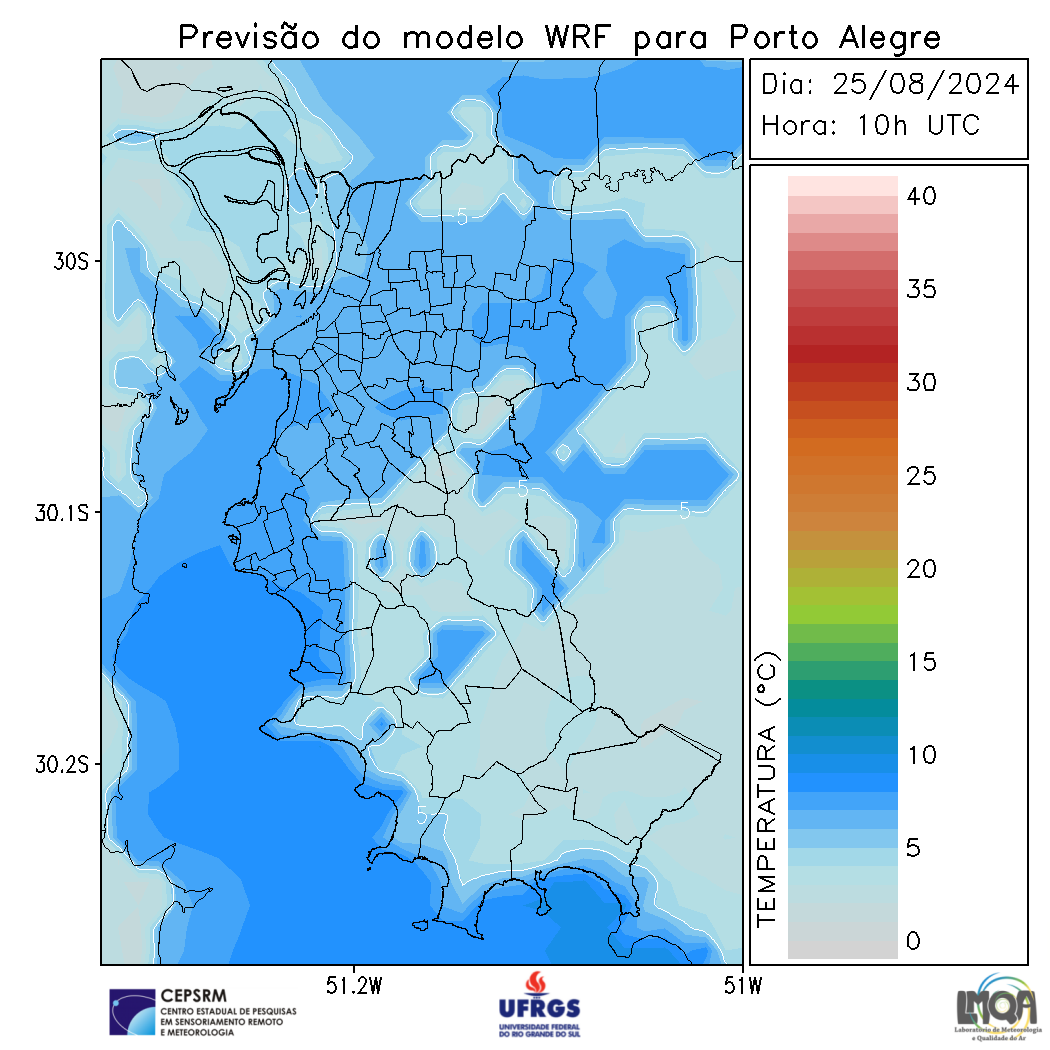 Previsão do modelo WRF para Porto Alegre
Dia: 25/08/2024
Hora: 10h UTC
40
35
30
25
20
15
10
5
0
TEMPERATURA (°C)
30S
30.1S
30.2S
51.2W
51W
5
5
5
5
CEPSRM
CENTRO ESTADUAL DE PESQUISAS
EM SENSORIAMENTO REMOTO
E METEOROLOGIA
UFRGS
UNIVERSIDADE FEDERAL
DO RIO GRANDE DO SUL
LMQA
Laboratório de Meteorologia
e Qualidade do Ar